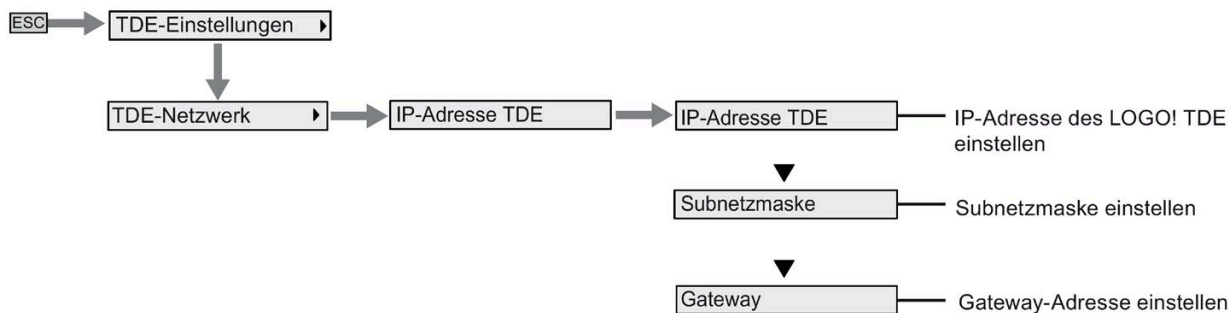 ESC
TDE-Einstellungen
TDE-Netzwerk
IP-Adresse TDE
IP-Adresse TDE
IP-Adresse des LOGO! TDE
einstellen
Subnetzmaske
Subnetzmaske einstellen
Gateway
Gateway-Adresse einstellen